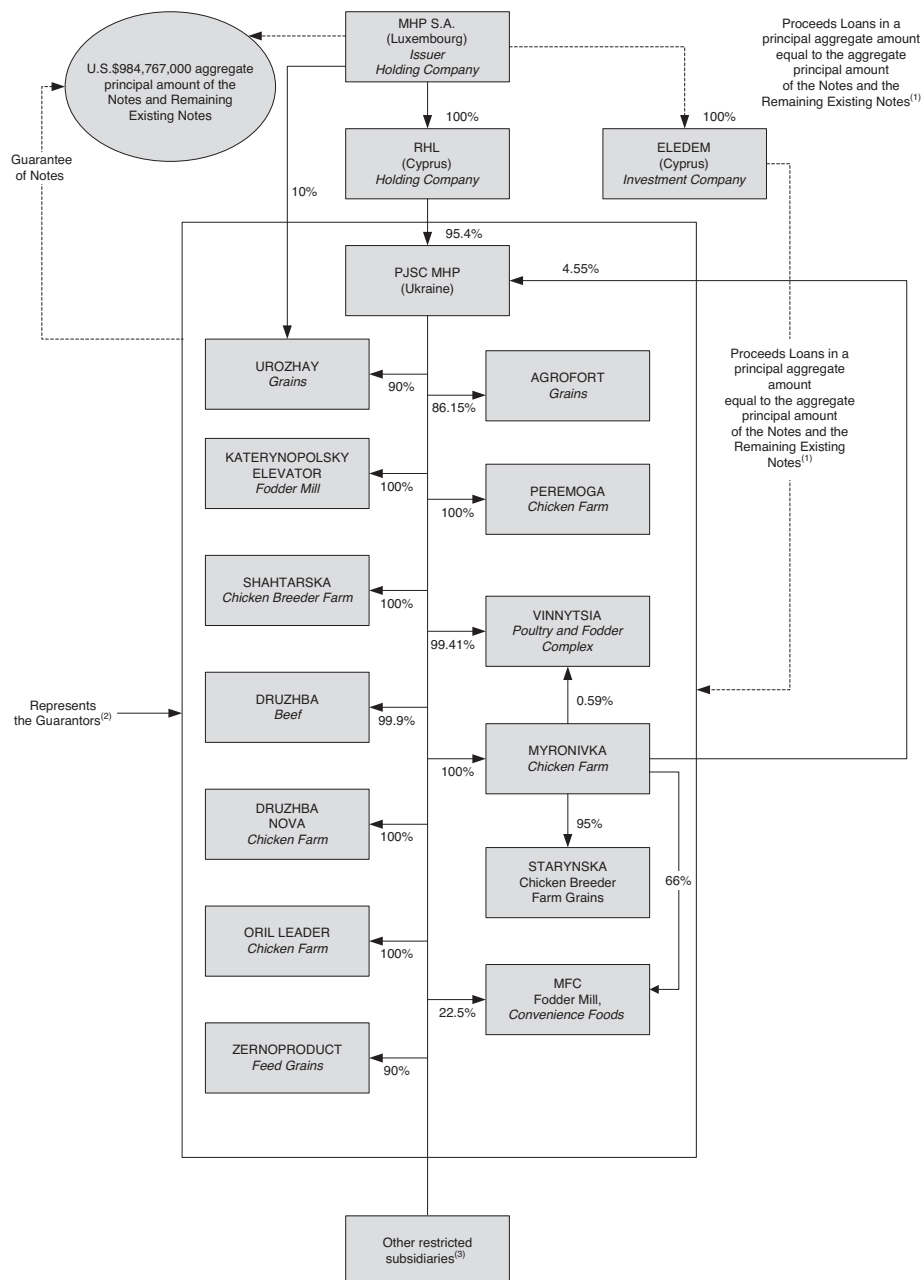 MHP S.A.
(Luxembourg)
Issuer
Holding Company
Proceeds Loans in a
principal aggregate amount
equal to the aggregate
principal amount
of the Notes and the
Remaining Existing Notes(1)
U.S.$984,767,000 aggregate
principal amount of the
Notes and Remaining
Existing Notes
100%
100%
Guarantee
of Notes
RHL
(Cyprus)
Holding Company
ELEDEM
(Cyprus)
Investment Company
10%
95.4%
PJSC MHP
(Ukraine)
4.55%
UROZHAY
Grains
90%
AGROFORT
Grains
86.15%
Proceeds Loans in a
principal aggregate
amount
equal to the aggregate
principal amount
of the Notes and the
Remaining Existing
Notes(1)
KATERYNOPOLSKY
ELEVATOR
Fodder Mill
100%
PEREMOGA
Chicken Farm
100%
SHAHTARSKA
Chicken Breeder Farm
100%
VINNYTSIA
Poultry and Fodder
Complex
99.41%
Represents
the Guarantors(2)
DRUZHBA
Beef
99.9%
0.59%
MYRONIVKA
Chicken Farm
100%
DRUZHBA
NOVA
Chicken Farm
100%
95%
STARYNSKA
Chicken Breeder
Farm Grains
66%
ORIL LEADER
Chicken Farm
100%
MFC
Fodder Mill,
Convenience Foods
22.5%
ZERNOPRODUCT
Feed Grains
90%
Other restricted
subsidiaries(3)